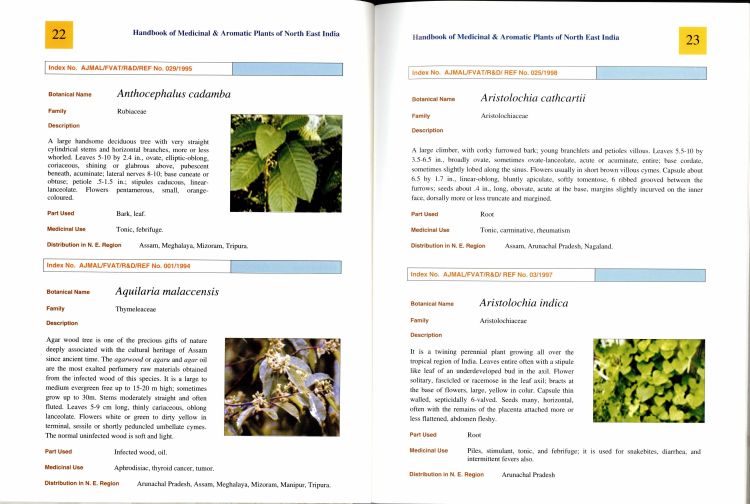 22
Handbook of Medicinal & Aromatic Plants of North East India
Index No. AJMAL/FVAT/R&D/REF No. 029/1995
Botanical Name Anthocephalus cadamba
Family Rubiaceae
Description
A large handsome deciduous tree with very straight
cylindrical stems and horizontal branches, more or less
whorled. Leaves 5-10 by 2.4 in., ovate, elliptic-oblong,
coriaceous, shining or glabrous above, pubescent
beneath, acuminate; lateral nerves 8-10; base cuneate or
obtuse; petiole .5-1.5 in.; stipules caducous, linear-
lanceolate. Flowers pentamerous, small, orange-
coloured.
Part Used Bark, leaf.
Medicinal Use Tonic, febrifuge.
Distribution in N. E. Region Assam, Meghalaya, Mizoram, Tripura.
Index No. AJMAL/FVAT/R&D/REF No. 001/1994
Botanical Name Aquilaria malaccensis
Family Thymeleaceae
Description
Agar wood tree is one of the precious gifts of nature
deeply associated with the cultural heritage of Assam
since ancient time. The agarwood or agaru and agar oil
are the most exalted perfumery raw materials obtained
from the infected wood of this species. It is a large to
medium evergreen free up to 15-20 m high; sometimes
grow up to 30m. Stems moderately straight and often
fluted. Leaves 5-9 cm long, thinly cariaceous, oblong
lanceolate. Flowers white or green to dirty yellow in
terminal, sessile or shortly peduncled umbellate cymes.
The normal uninfected wood is soft and light.
Part Used Infected wood, oil.
Medicinal Use Aphrodisiac, thyroid cancer, tumor.
Distribution in N. E. Region Arunachal Pradesh, Assam, Meghalaya, Mizoram, Manipur, Tripura.
Handbook of Medicinal & Aromatic Plants of North East India
23
Index No. AJMAL/FVAT/R&D/ REF No. 025/1998
Botanical Name Aristolochia cathcartii
Family Aristolochiaceae
Description
A large climber, with corky furrowed bark; young branchlets and petioles villous. Leaves 5.5-10 by
3.5-6.5 in., broadly ovate, sometimes ovate-lanceolate, acute or acuminate, entire; base cordate,
sometimes slightly lobed along the sinus. Flowers usually in short brown villous cymes. Capsule about
6.5 by 1.7 in., linear-oblong, bluntly apiculate, softly tomentose, 6 ribbed grooved between the
furrows; seeds about .4 in., long, obovate, acute at the base, margins slightly incurved on the inner
face, dorsally more or less truncate and margined.
Part Used Root
Medicinal Use Tonic, carminative, rheumatism
Distribution in N. E. Region Assam, Arunachal Pradesh, Nagaland.
Index No. AJMAL/FVAT/R&D/ REF No. 03/1997
Botanical Name Aristolochia indica
Family Aristolochiaceae
Description
It is a twining perennial plant growing all over the
tropical region of India. Leaves entire often with a stipule
like leaf of an underdeveloped bud in the axil. Flower
solitary, fascicled or racemose in the leaf axil; bracts at
the base of flowers, large, yellow in color. Capsule thin
walled, septicidally 6-valved. Seeds many, horizontal,
often with the remains of the placenta attached more or
less flattened, abdomen fleshy.
Part Used Root
Medicinal Use Piles, stimulant, tonic, and febrifuge; it is used for snakebites, diarrhea, and
intermittent fevers also.
Distribution in N. E. Region Arunachal Pradesh